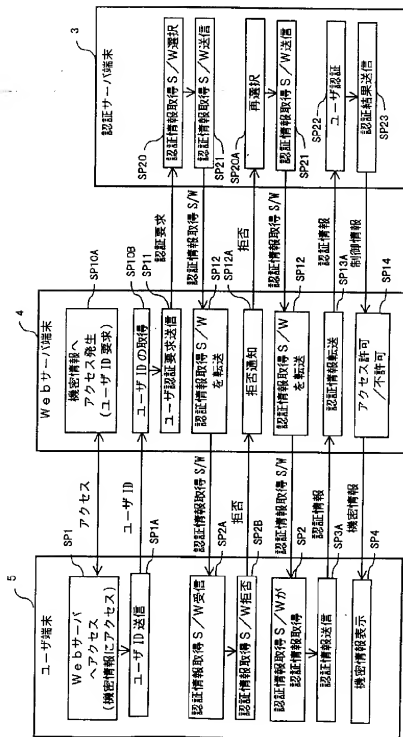 5
ユーザ端末
SP1
Webサーバ
へアクセス
(機密情報にアクセス)
ユーザID送信
SP1A
認証情報取得S/W受信
SP2A
認証情報取得S/W拒否
SP2B
認証情報取得S/Wが
認証情報取得
SP2
認証情報送信
SP3A
機密情報表示
SP4
アクセス
ユーザID
認証情報取得S/W
拒否
認証情報取得S/W
認証情報
機密情報
4
Webサーバ端末
機密情報へ
アクセス発生
(ユーザID要求)
SP10A
ユーザIDの取得
SP10B
ユーザ認証要求送信
SP11
認証情報取得S/W
を転送
SP12
拒否通知
SP12A
認証情報取得S/W
を転送
SP12
認証情報転送
SP13A
アクセス許可
/不許可
SP14
認証要求
認証情報取得S/W
拒否
認証情報取得S/W
認証情報
制御情報
3
認証サーバ端末
SP20
認証情報取得S/W選択
認証情報取得S/W送信
SP21
SP20A
再選択
認証情報取得S/W送信
SP21
SP22
ユーザ認証
認証結果送信
SP23